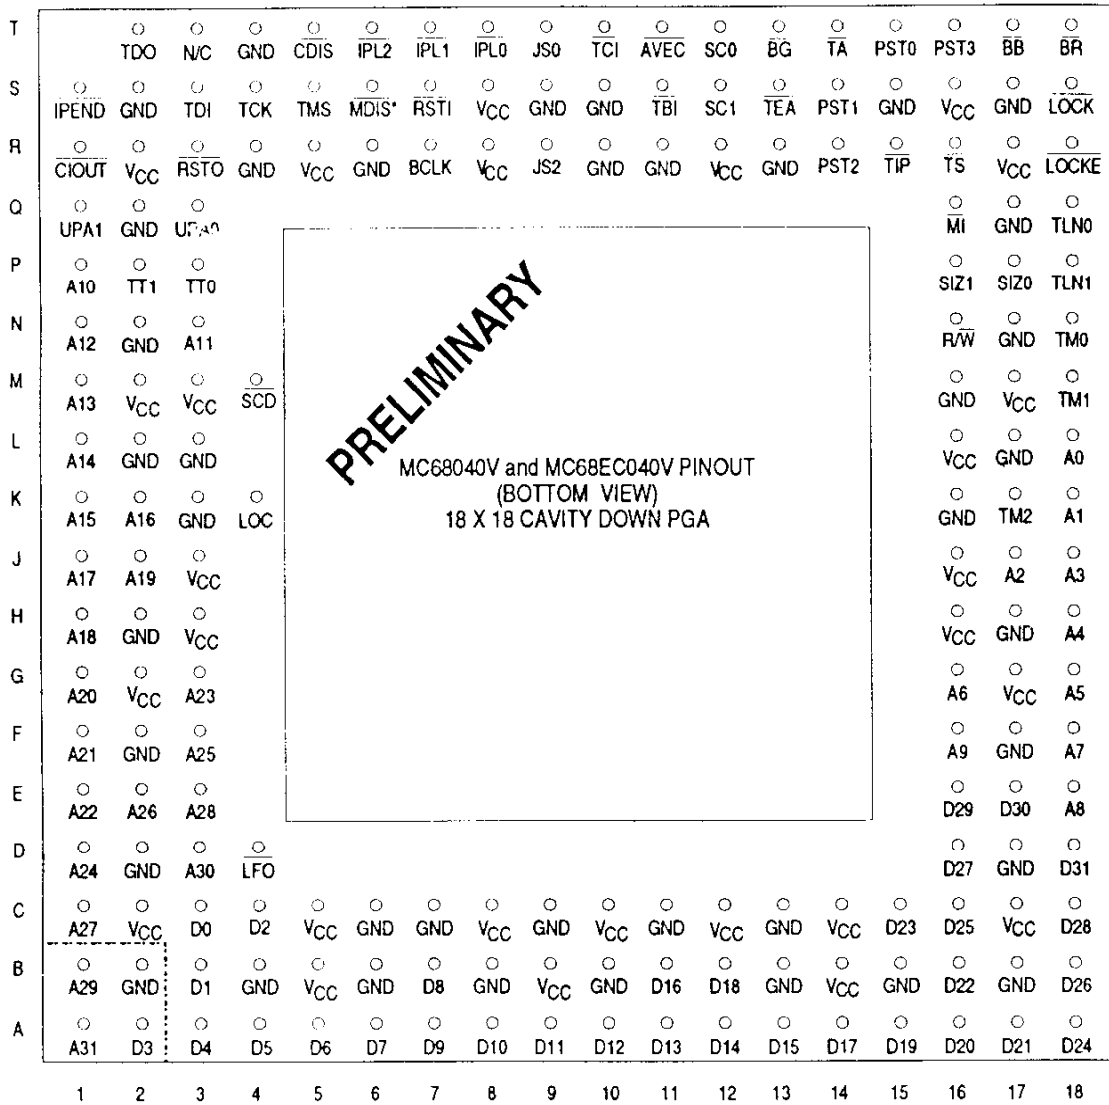 T
TDO N/C GND CDIS IPL2 IPL1 IPL0 JS0 TCI AVEC SC0 BG TA PST0 PST3 BB BR
S
IPEND GND TDI TCK TMS MDIS* RSTI VCC GND GND TBI SC1 TEA PST1 GND VCC GND LOCK
R
CIOUT VCC RSTO GND VCC GND BCLK VCC JS2 GND GND VCC GND PST2 TIP TS VCC LOCKE
Q
UPA1 GND UPA0 MI GND TLN0
P
A10 TT1 TT0 SIZ1 SIZ0 TLN1
N
A12 GND A11 R/W GND TM0
M
A13 VCC VCC SCD GND VCC TM1
L
A14 GND GND VCC GND A0
PRELIMINARY
MC68040V and MC68EC040V PINOUT
(BOTTOM VIEW)
18 X 18 CAVITY DOWN PGA
K
A15 A16 GND LOC GND TM2 A1
J
A17 A19 VCC VCC A2 A3
H
A18 GND VCC VCC GND A4
G
A20 VCC A23 A6 VCC A5
F
A21 GND A25 A9 GND A7
E
A22 A26 A28 D29 D30 A8
D
A24 GND A30 LFO D27 GND D31
C
A27 VCC D0 D2 VCC GND GND VCC GND VCC GND VCC GND VCC D23 D25 VCC D28
B
A29 GND D1 GND VCC GND D8 GND VCC GND D16 D18 GND VCC GND D22 GND D26
A
A31 D3 D4 D5 D6 D7 D9 D10 D11 D12 D13 D14 D15 D17 D19 D20 D21 D24
1 2 3 4 5 6 7 8 9 10 11 12 13 14 15 16 17 18